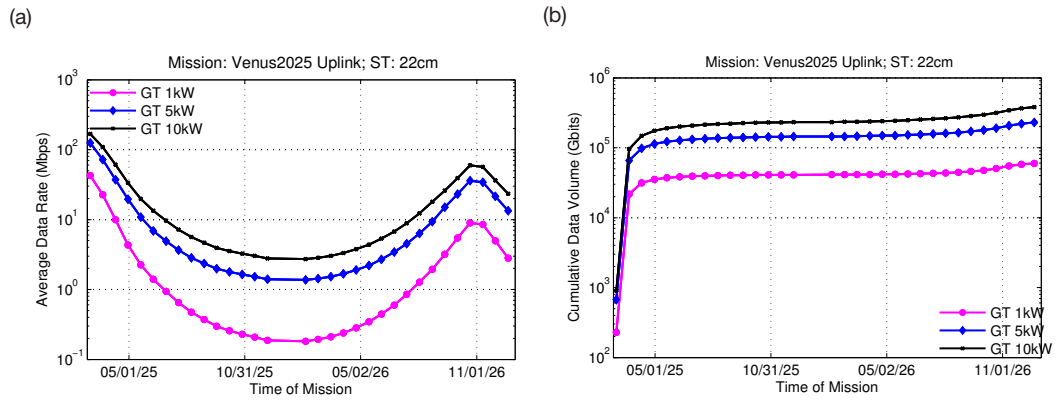 (a)
Mission: Venus2025 Uplink; ST: 22cm
10^3
10^2
10^1
10^0
10^-1
Average Data Rate (Mbps)
GT 1kW
GT 5kW
GT 10kW
05/01/25 10/31/25 05/02/26 11/01/26
Time of Mission
(b)
Mission: Venus2025 Uplink; ST: 22cm
10^6
10^5
10^4
10^3
10^2
Cumulative Data Volume (Gbits)
GT 1kW
GT 5kW
GT 10kW
05/01/25 10/31/25 05/02/26 11/01/26
Time of Mission